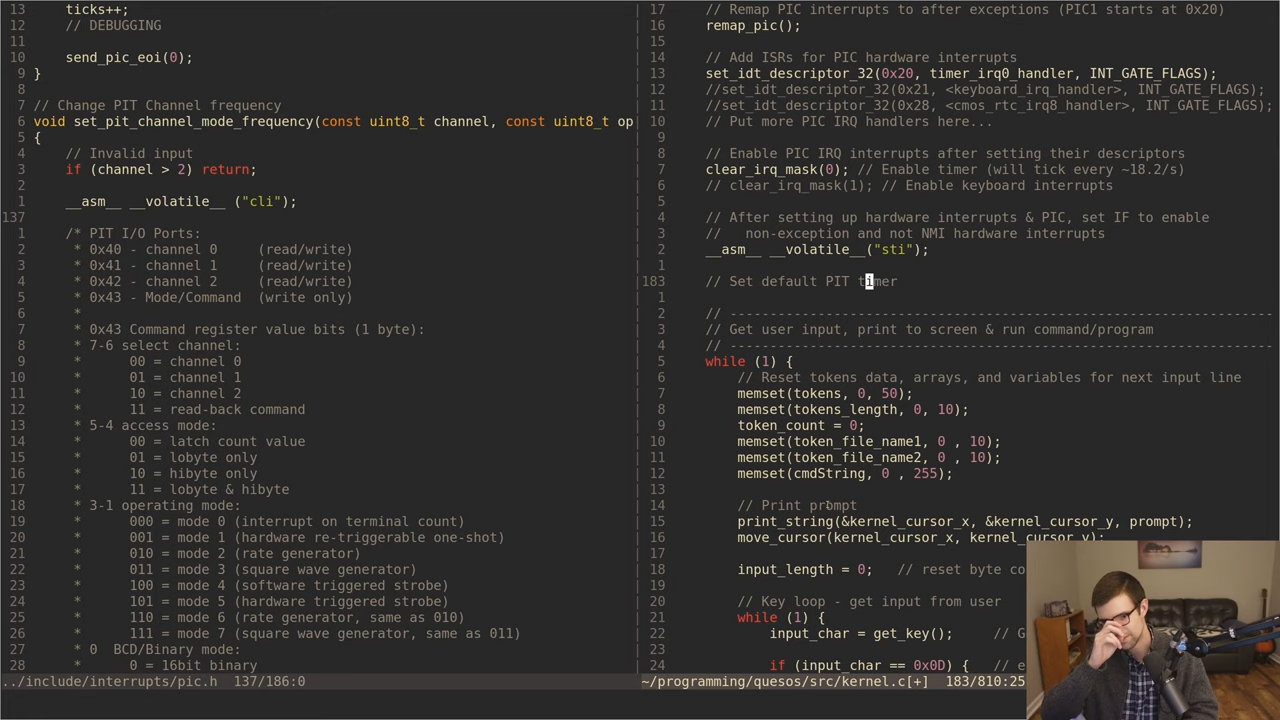 13      ticks++;
12      // DEBUGGING
11
10      send_pic_eoi(0);
9  }
8
7  // Change PIT Channel frequency
6  void set_pit_channel_mode_frequency(const uint8_t channel, const uint8_t op
5  {
4      // Invalid input
3      if (channel > 2) return;
2
1      __asm__ __volatile__ ("cli");
137
1      /* PIT I/O Ports:
2       * 0x40 - channel 0     (read/write)
3       * 0x41 - channel 1     (read/write)
4       * 0x42 - channel 2     (read/write)
5       * 0x43 - Mode/Command  (write only)
6       *
7       * 0x43 Command register value bits (1 byte):
8       * 7-6 select channel:
9       *      00 = channel 0
10      *      01 = channel 1
11      *      10 = channel 2
12      *      11 = read-back command
13      * 5-4 access mode:
14      *      00 = latch count value
15      *      01 = lobyte only
16      *      10 = hibyte only
17      *      11 = lobyte & hibyte
18      * 3-1 operating mode:
19      *      000 = mode 0 (interrupt on terminal count)
20      *      001 = mode 1 (hardware re-triggerable one-shot)
21      *      010 = mode 2 (rate generator)
22      *      011 = mode 3 (square wave generator)
23      *      100 = mode 4 (software triggered strobe)
24      *      101 = mode 5 (hardware triggered strobe)
25      *      110 = mode 6 (rate generator, same as 010)
26      *      111 = mode 7 (square wave generator, same as 011)
27      * 0  BCD/Binary mode:
28      *      0 = 16bit binary
../include/interrupts/pic.h  137/186:0
17     // Remap PIC interrupts to after exceptions (PIC1 starts at 0x20)
16     remap_pic();
15
14     // Add ISRs for PIC hardware interrupts
13     set_idt_descriptor_32(0x20, timer_irq0_handler, INT_GATE_FLAGS);
12     //set_idt_descriptor_32(0x21, <keyboard_irq_handler>, INT_GATE_FLAGS);
11     //set_idt_descriptor_32(0x28, <cmos_rtc_irq8_handler>, INT_GATE_FLAGS);
10     // Put more PIC IRQ handlers here...
9
8      // Enable PIC IRQ interrupts after setting their descriptors
7      clear_irq_mask(0); // Enable timer (will tick every ~18.2/s)
6      // clear_irq_mask(1); // Enable keyboard interrupts
5
4      // After setting up hardware interrupts & PIC, set IF to enable
3      //   non-exception and not NMI hardware interrupts
2      __asm__ __volatile__("sti");
1
183    // Set default PIT timer
1
2      // --------------------------------------------------------------------
3      // Get user input, print to screen & run command/program
4      // --------------------------------------------------------------------
5      while (1) {
6          // Reset tokens data, arrays, and variables for next input line
7          memset(tokens, 0, 50);
8          memset(tokens_length, 0, 10);
9          token_count = 0;
10         memset(token_file_name1, 0 , 10);
11         memset(token_file_name2, 0 , 10);
12         memset(cmdString, 0 , 255);
13
14         // Print prompt
15         print_string(&kernel_cursor_x, &kernel_cursor_y, prompt);
16         move_cursor(kernel_cursor_x, kernel_cursor_y);
17
18         input_length = 0;   // reset byte co
19
20         // Key loop - get input from user
21         while (1) {
22             input_char = get_key();     // G
23
24             if (input_char == 0x0D) {   // e
~/programming/quesos/src/kernel.c[+]  183/810:25